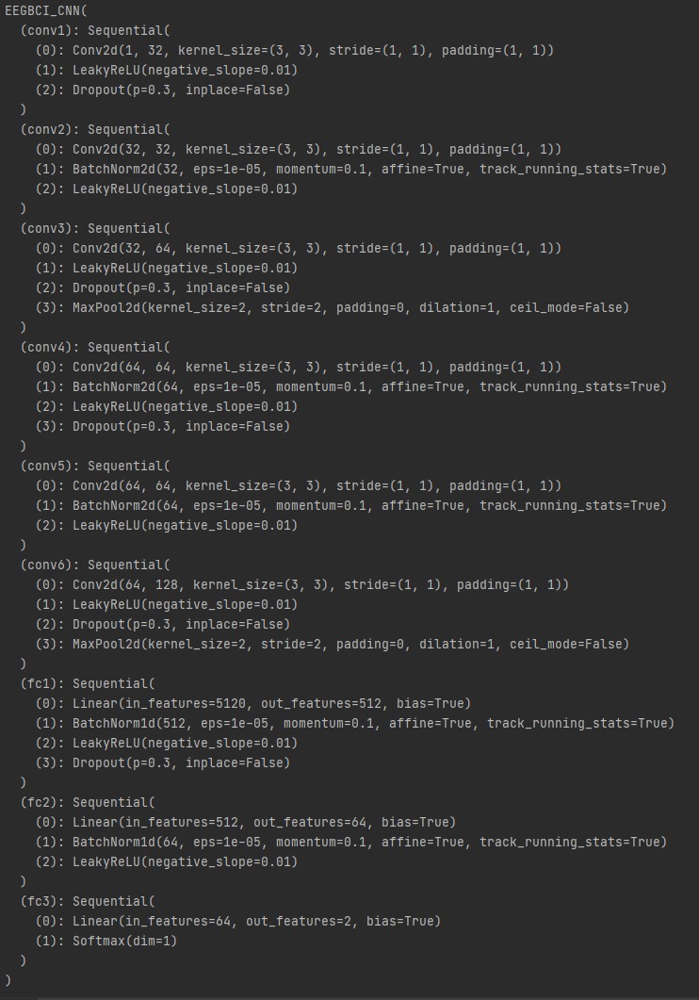 EEGBCI_CNN(
  (conv1): Sequential(
    (0): Conv2d(1, 32, kernel_size=(3, 3), stride=(1, 1), padding=(1, 1))
    (1): LeakyReLU(negative_slope=0.01)
    (2): Dropout(p=0.3, inplace=False)
  )
  (conv2): Sequential(
    (0): Conv2d(32, 32, kernel_size=(3, 3), stride=(1, 1), padding=(1, 1))
    (1): BatchNorm2d(32, eps=1e-05, momentum=0.1, affine=True, track_running_stats=True)
    (2): LeakyReLU(negative_slope=0.01)
  )
  (conv3): Sequential(
    (0): Conv2d(32, 64, kernel_size=(3, 3), stride=(1, 1), padding=(1, 1))
    (1): LeakyReLU(negative_slope=0.01)
    (2): Dropout(p=0.3, inplace=False)
    (3): MaxPool2d(kernel_size=2, stride=2, padding=0, dilation=1, ceil_mode=False)
  )
  (conv4): Sequential(
    (0): Conv2d(64, 64, kernel_size=(3, 3), stride=(1, 1), padding=(1, 1))
    (1): BatchNorm2d(64, eps=1e-05, momentum=0.1, affine=True, track_running_stats=True)
    (2): LeakyReLU(negative_slope=0.01)
    (3): Dropout(p=0.3, inplace=False)
  )
  (conv5): Sequential(
    (0): Conv2d(64, 64, kernel_size=(3, 3), stride=(1, 1), padding=(1, 1))
    (1): BatchNorm2d(64, eps=1e-05, momentum=0.1, affine=True, track_running_stats=True)
    (2): LeakyReLU(negative_slope=0.01)
  )
  (conv6): Sequential(
    (0): Conv2d(64, 128, kernel_size=(3, 3), stride=(1, 1), padding=(1, 1))
    (1): LeakyReLU(negative_slope=0.01)
    (2): Dropout(p=0.3, inplace=False)
    (3): MaxPool2d(kernel_size=2, stride=2, padding=0, dilation=1, ceil_mode=False)
  )
  (fc1): Sequential(
    (0): Linear(in_features=5120, out_features=512, bias=True)
    (1): BatchNorm1d(512, eps=1e-05, momentum=0.1, affine=True, track_running_stats=True)
    (2): LeakyReLU(negative_slope=0.01)
    (3): Dropout(p=0.3, inplace=False)
  )
  (fc2): Sequential(
    (0): Linear(in_features=512, out_features=64, bias=True)
    (1): BatchNorm1d(64, eps=1e-05, momentum=0.1, affine=True, track_running_stats=True)
    (2): LeakyReLU(negative_slope=0.01)
  )
  (fc3): Sequential(
    (0): Linear(in_features=64, out_features=2, bias=True)
    (1): Softmax(dim=1)
  )
)